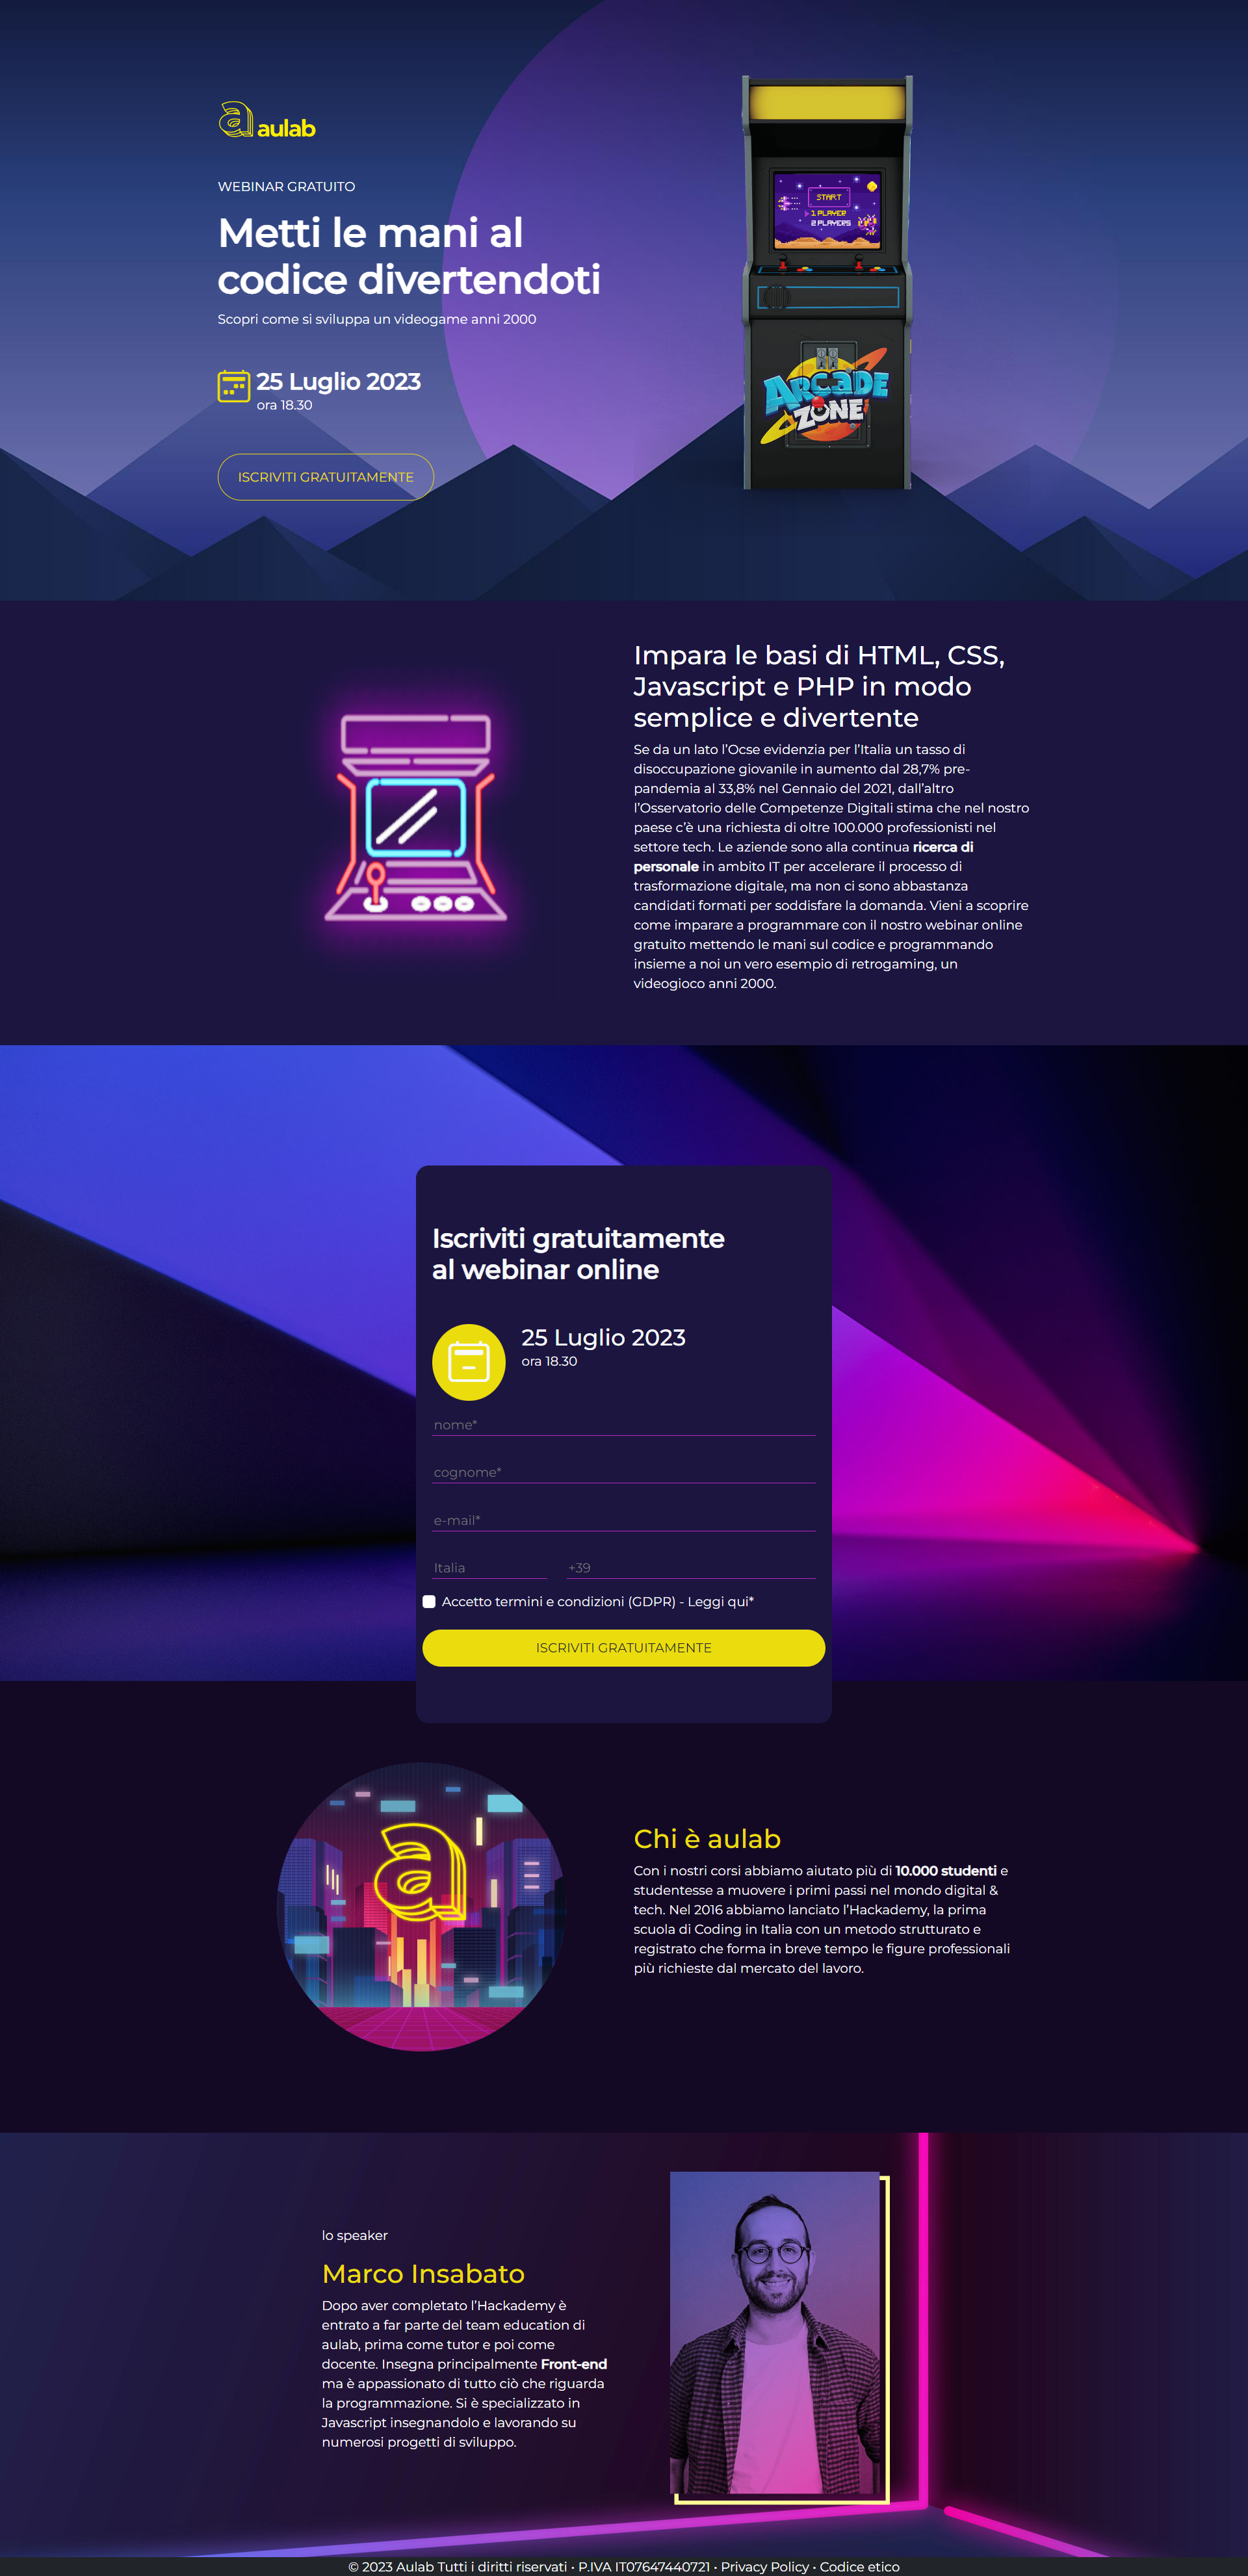 aulab
WEBINAR GRATUITO
Metti le mani al
codice divertendoti
Scopri come si sviluppa un videogame anni 2000
25 Luglio 2023
ora 18.30
ISCRIVITI GRATUITAMENTE
START
1 PLAYER
2 PLAYERS
ARCADE
ZONE
Impara le basi di HTML, CSS,
Javascript e PHP in modo
semplice e divertente
Se da un lato l’Ocse evidenzia per l’Italia un tasso di
disoccupazione giovanile in aumento dal 28,7% pre-
pandemia al 33,8% nel Gennaio del 2021, dall’altro
l’Osservatorio delle Competenze Digitali stima che nel nostro
paese c’è una richiesta di oltre 100.000 professionisti nel
settore tech. Le aziende sono alla continua ricerca di
personale in ambito IT per accelerare il processo di
trasformazione digitale, ma non ci sono abbastanza
candidati formati per soddisfare la domanda. Vieni a scoprire
come imparare a programmare con il nostro webinar online
gratuito mettendo le mani sul codice e programmando
insieme a noi un vero esempio di retrogaming, un
videogioco anni 2000.
Iscriviti gratuitamente
al webinar online
25 Luglio 2023
ora 18.30
nome*
cognome*
e-mail*
Italia +39
Accetto termini e condizioni (GDPR) - Leggi qui*
ISCRIVITI GRATUITAMENTE
a
Chi è aulab
Con i nostri corsi abbiamo aiutato più di 10.000 studenti e
studentesse a muovere i primi passi nel mondo digital &
tech. Nel 2016 abbiamo lanciato l’Hackademy, la prima
scuola di Coding in Italia con un metodo strutturato e
registrato che forma in breve tempo le figure professionali
più richieste dal mercato del lavoro.
lo speaker
Marco Insabato
Dopo aver completato l’Hackademy è
entrato a far parte del team education di
aulab, prima come tutor e poi come
docente. Insegna principalmente Front-end
ma è appassionato di tutto ciò che riguarda
la programmazione. Si è specializzato in
Javascript insegnandolo e lavorando su
numerosi progetti di sviluppo.
© 2023 Aulab Tutti i diritti riservati • P.IVA IT07647440721 • Privacy Policy • Codice etico